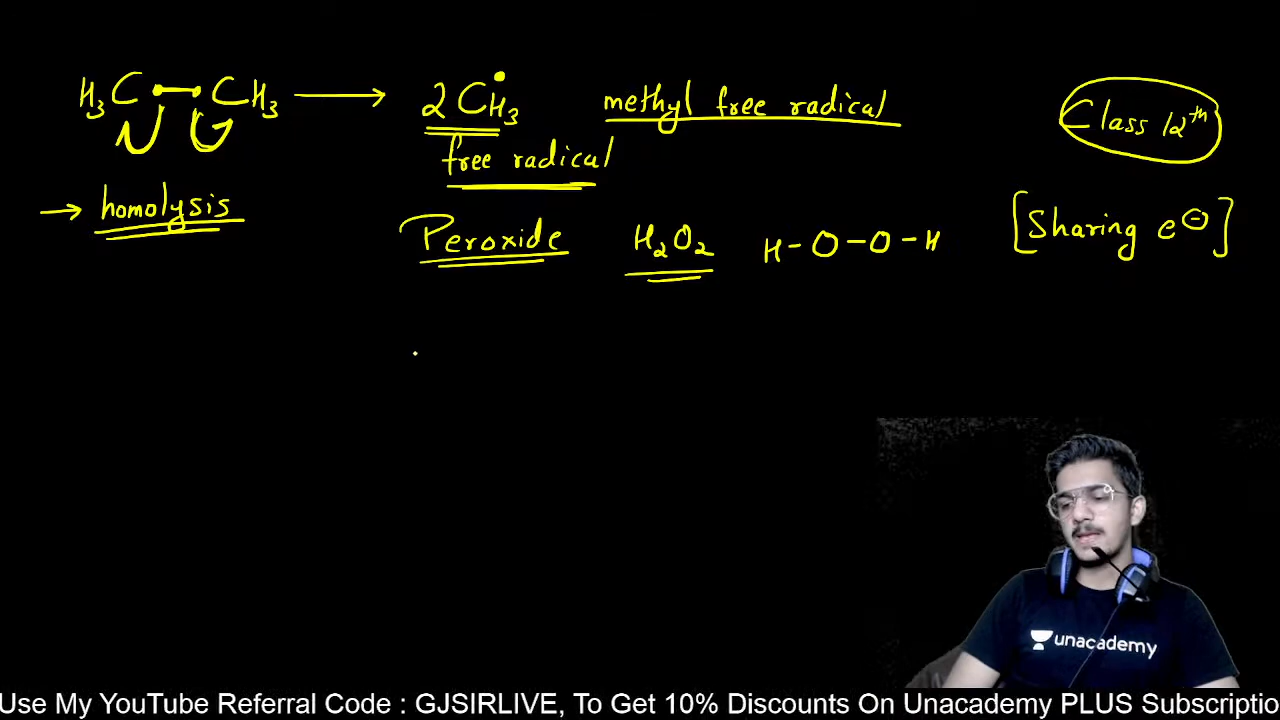 H₃C — CH₃ ⟶ 2CH₃• methyl free radical
free radical
Class 12th
→ homolysis
Peroxide H₂O₂ H-O-O-H
[Sharing e⊖]
unacademy
Use My YouTube Referral Code : GJSIRLIVE, To Get 10% Discounts On Unacademy PLUS Subscriptio